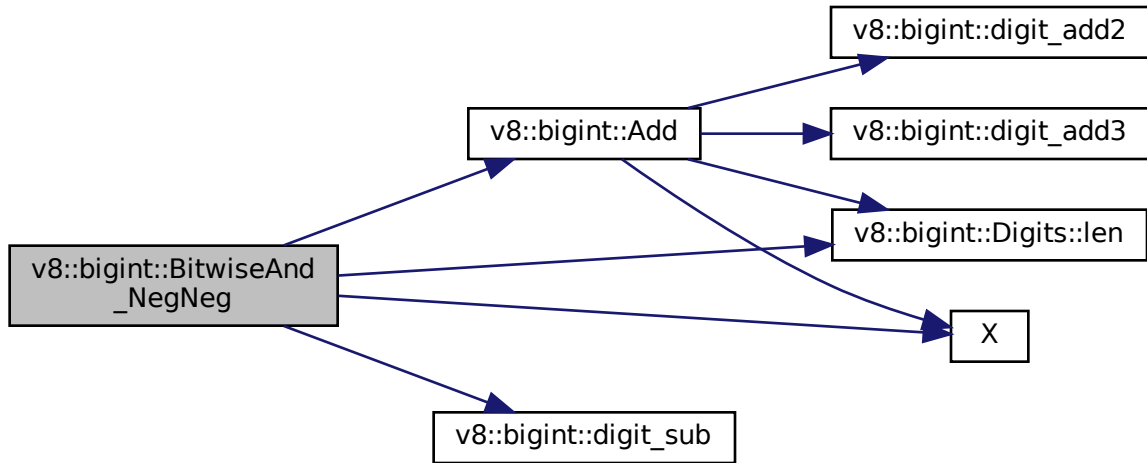 v8::bigint::digit_add2
v8::bigint::Add
v8::bigint::digit_add3
v8::bigint::Digits::len
v8::bigint::BitwiseAnd
_NegNeg
X
v8::bigint::digit_sub